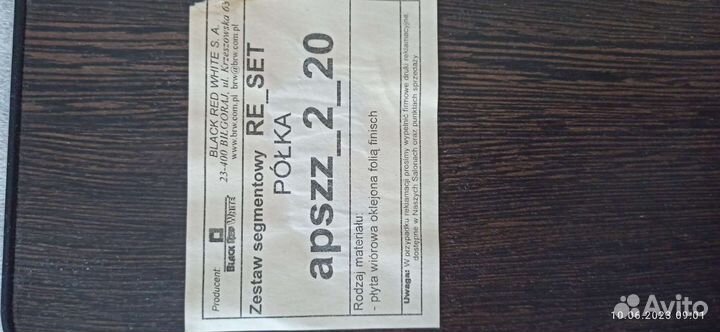 Producent:
BLACK RED WHITE
BLACK RED WHITE S. A.
23-400 BIŁGORAJ, ul. Krzeszowska 63
www.brw.com.pl brw@brw.com.pl
Zestaw segmentowy RE_SET
PÓŁKA
apszz_2_20
Rodzaj materiału:
- płyta wiórowa oklejona folią finisch
Uwaga: W przypadku reklamacji prosimy wypełnić firmowe druki reklamacyjne,
dostępne w Naszych Salonach oraz punktach sprzedaży.
Avito
10.06.2023 09:01